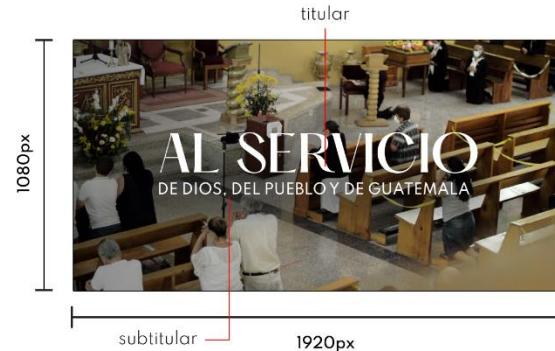 titular
1080px
AL SERVICIO
DE DIOS, DEL PUEBLO Y DE GUATEMALA
subtitular
1920px